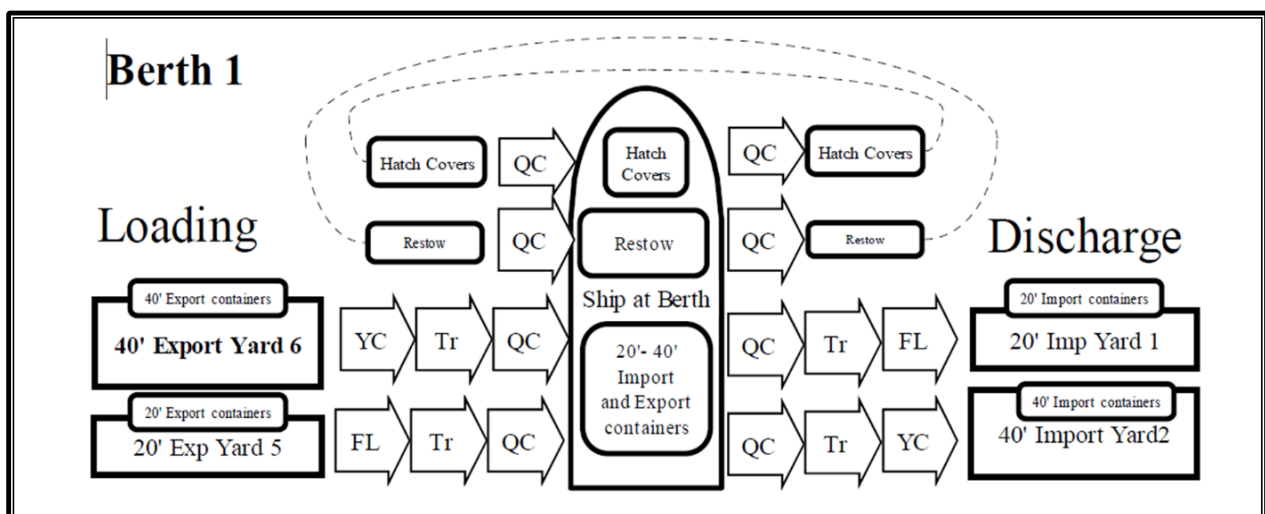 Berth 1
Hatch Covers
QC
Hatch
Covers
QC
Hatch Covers
Loading
Restow
QC
Restow
QC
Restow
Discharge
40' Export containers
40' Export Yard 6
YC
Tr
QC
Ship at Berth
QC
Tr
FL
20' Import containers
20' Imp Yard 1
20' Export containers
20' Exp Yard 5
FL
Tr
QC
20'- 40'
Import
and Export
containers
QC
Tr
YC
40' Import containers
40' Import Yard2